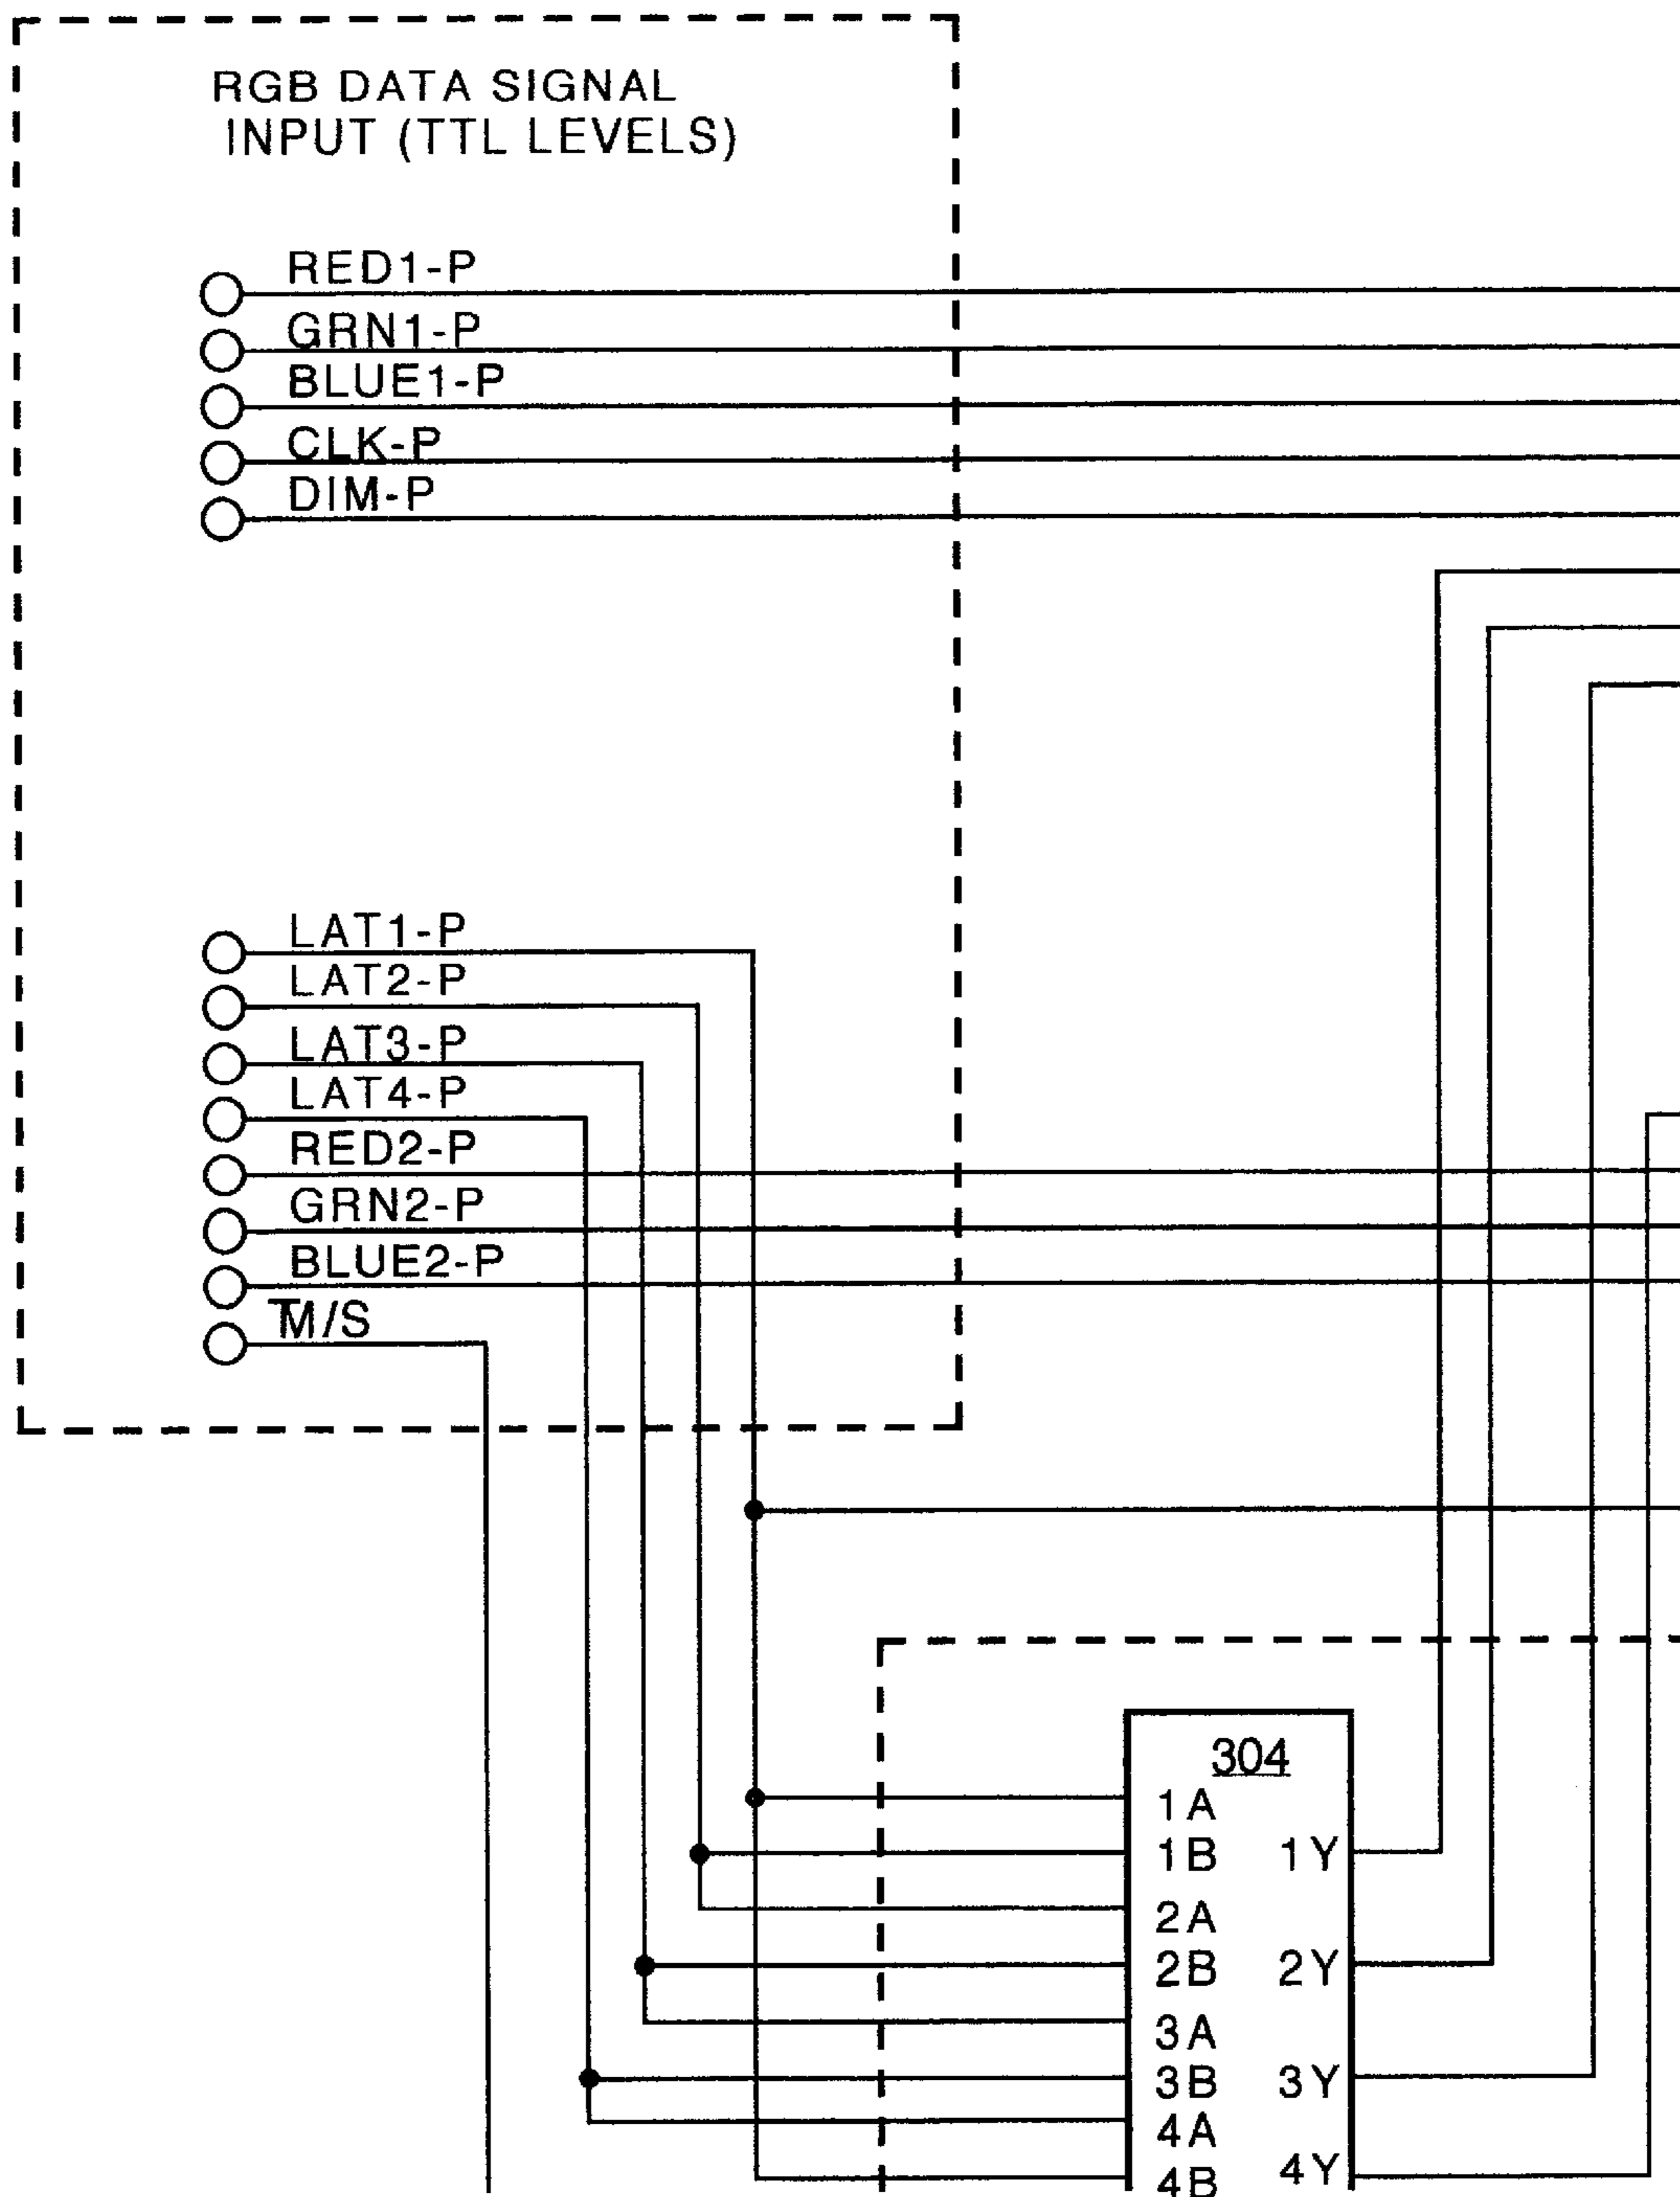 RGB DATA SIGNAL
INPUT (TTL LEVELS)
RED1-P
GRN1-P
BLUE1-P
CLK-P
DIM-P
LAT1-P
LAT2-P
LAT3-P
LAT4-P
RED2-P
GRN2-P
BLUE2-P
M̅/S
304
1A
1B 1Y
2A
2B 2Y
3A
3B 3Y
4A
4B 4Y